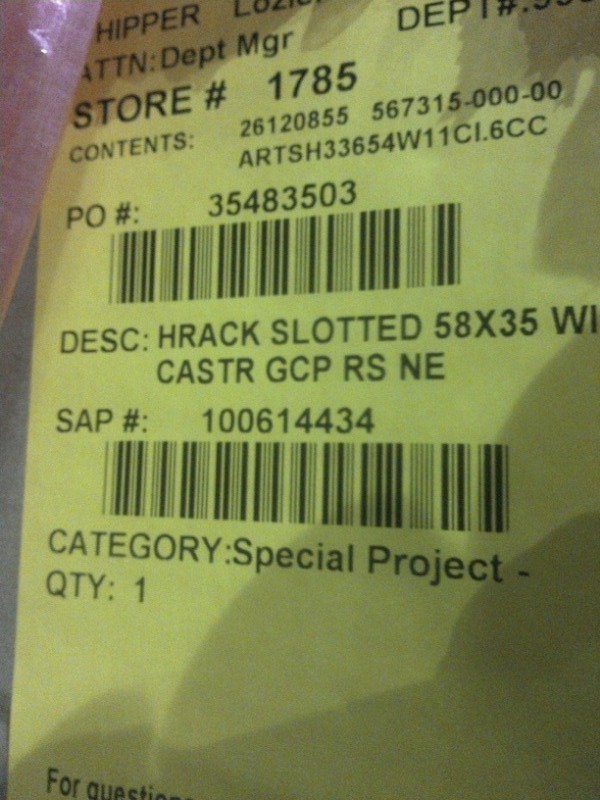 HIPPER
DEPT#:
ATTN:Dept Mgr
STORE # 1785
CONTENTS: 26120855 567315-000-00
ARTSH33654W11CI.6CC
PO #: 35483503
DESC: HRACK SLOTTED 58X35 WI
CASTR GCP RS NE
SAP #: 100614434
CATEGORY:Special Project -
QTY: 1
For